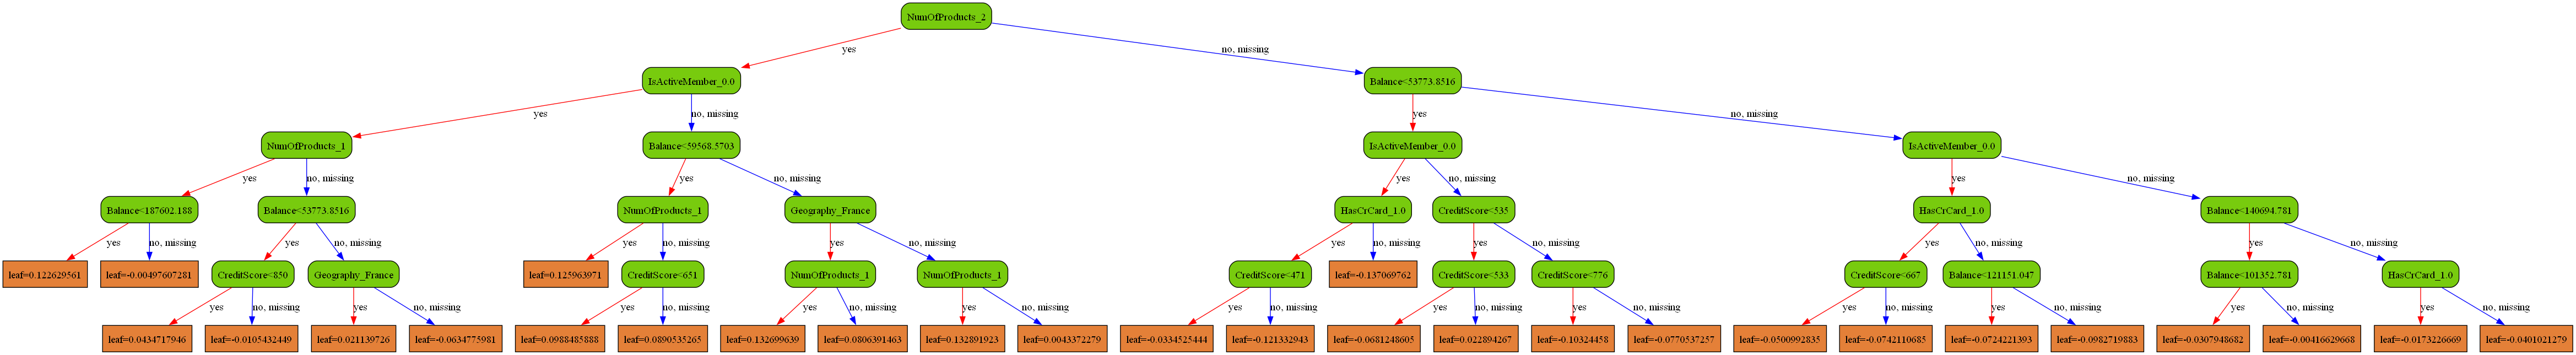 NumOfProducts_2
yes
no, missing
IsActiveMember_0.0
Balance<53773.8516
yes
no, missing
yes
no, missing
NumOfProducts_1
Balance<59568.5703
IsActiveMember_0.0
IsActiveMember_0.0
yes
no, missing
yes
no, missing
yes
no, missing
yes
no, missing
Balance<187602.188
Balance<53773.8516
NumOfProducts_1
Geography_France
HasCrCard_1.0
CreditScore<535
HasCrCard_1.0
Balance<140694.781
yes
no, missing
yes
no, missing
yes
no, missing
yes
no, missing
yes
no, missing
yes
no, missing
yes
no, missing
yes
no, missing
leaf=0.122629561
leaf=-0.00497607281
CreditScore<850
Geography_France
leaf=0.125963971
CreditScore<651
NumOfProducts_1
NumOfProducts_1
CreditScore<471
leaf=-0.137069762
CreditScore<533
CreditScore<776
CreditScore<667
Balance<121151.047
Balance<101352.781
HasCrCard_1.0
yes
no, missing
yes
no, missing
yes
no, missing
yes
no, missing
yes
no, missing
yes
no, missing
yes
no, missing
yes
no, missing
yes
no, missing
yes
no, missing
yes
no, missing
yes
no, missing
leaf=0.0434717946
leaf=-0.0105432449
leaf=0.021139726
leaf=-0.0634775981
leaf=0.0988485888
leaf=0.0890535265
leaf=0.132699639
leaf=0.0806391463
leaf=0.132891923
leaf=0.0043372279
leaf=-0.0334525444
leaf=-0.121332943
leaf=-0.0681248605
leaf=0.022894267
leaf=-0.10324458
leaf=-0.0770537257
leaf=-0.0500992835
leaf=-0.0742110685
leaf=-0.0724221393
leaf=-0.0982719883
leaf=-0.0307948682
leaf=-0.00416629668
leaf=-0.0173226669
leaf=-0.0401021279